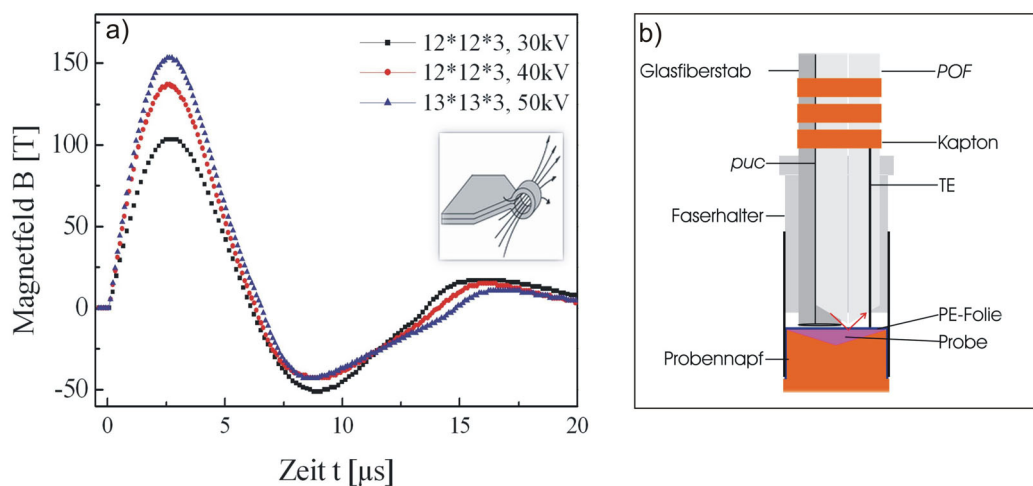 a)
12*12*3, 30kV
12*12*3, 40kV
13*13*3, 50kV
Magnetfeld B [T]
150
100
50
0
-50
0
5
10
15
20
Zeit t [µs]
b)
Glasfiberstab
POF
Kapton
puc
TE
Faserhalter
PE-Folie
Probe
Probennapf